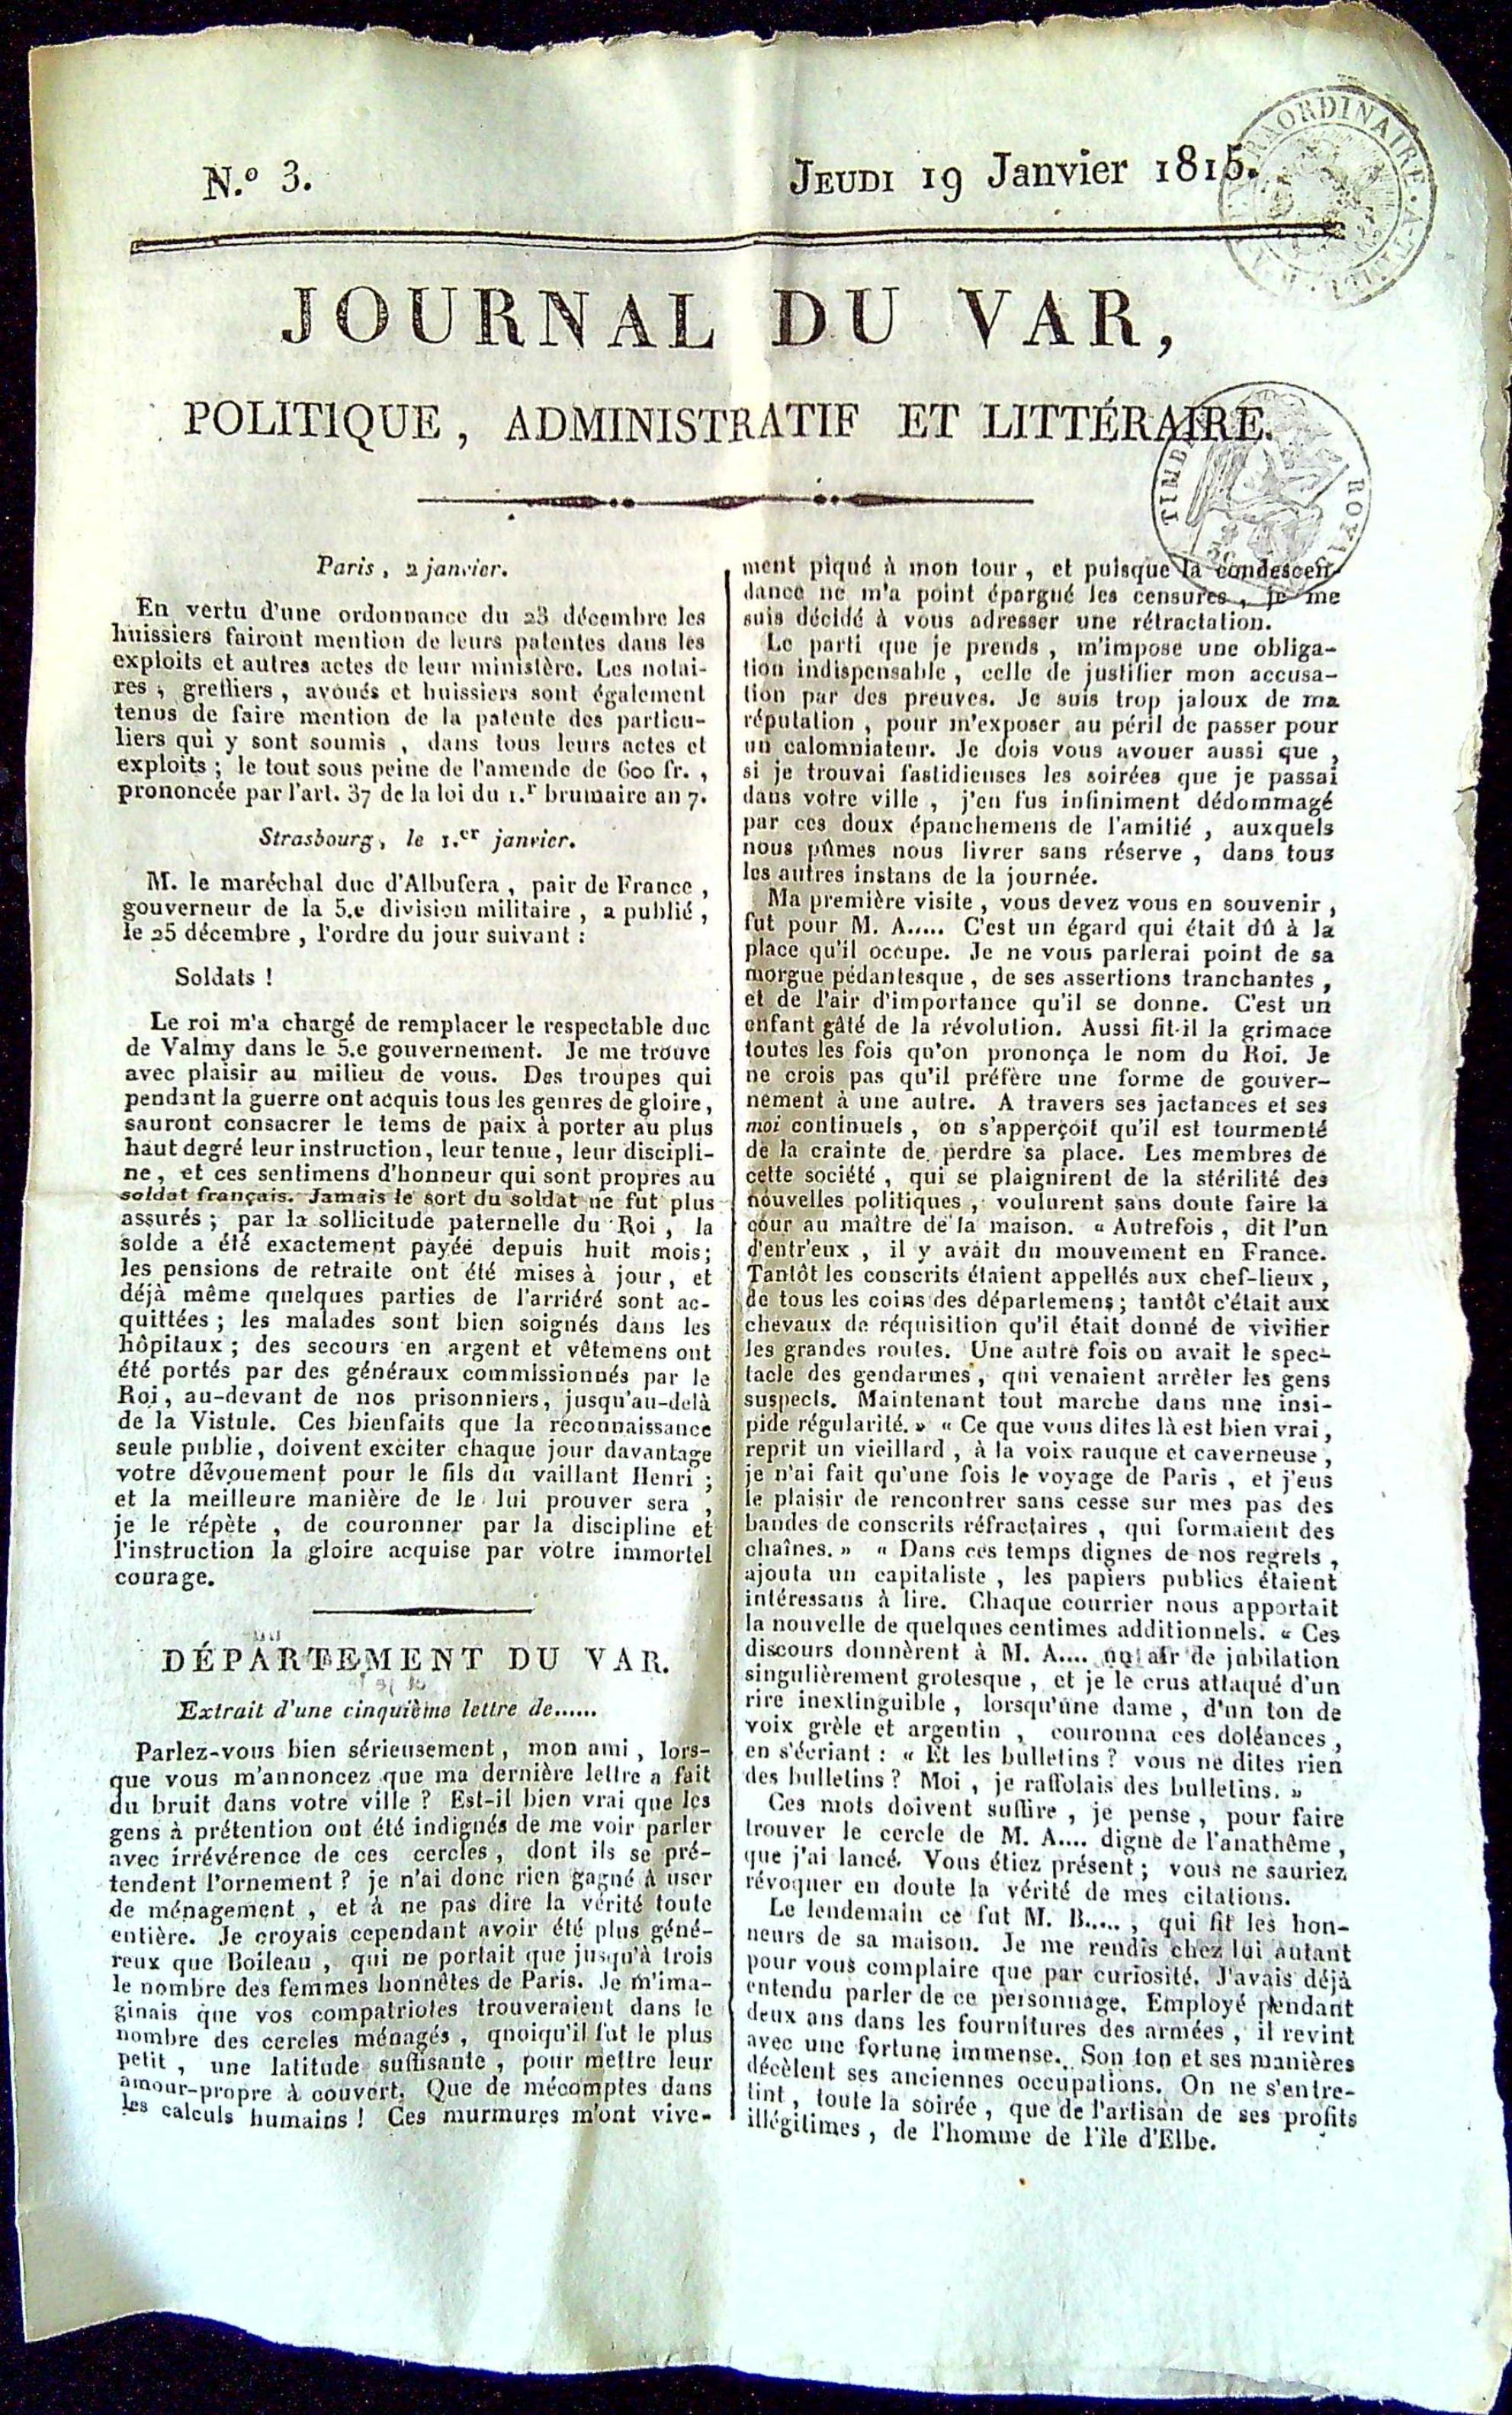 N.º 3.
JEUDI 19 Janvier 1815.
JOURNAL DU VAR,
POLITIQUE, ADMINISTRATIF ET LITTÉRAIRE.
RAORDINAIRE
TIMB ROYA
Paris, 2 janvier.
En vertu d'une ordonnance du 23 décembre les
huissiers fairont mention de leurs patentes dans les
exploits et autres actes de leur ministère. Les notai-
res, greffiers, avoués et huissiers sont également
tenus de faire mention de la patente des particu-
liers qui y sont soumis, dans tous leurs actes et
exploits; le tout sous peine de l'amende de 600 fr.,
prononcée par l'art. 37 de la loi du 1.r brumaire an 7.
Strasbourg, le 1.er janvier.
M. le maréchal duc d'Albufera, pair de France,
gouverneur de la 5.e division militaire, a publié,
le 25 décembre, l'ordre du jour suivant :
Soldats !
Le roi m'a chargé de remplacer le respectable duc
de Valmy dans le 5.e gouvernement. Je me trouve
avec plaisir au milieu de vous. Des troupes qui
pendant la guerre ont acquis tous les genres de gloire,
sauront consacrer le tems de paix à porter au plus
haut degré leur instruction, leur tenue, leur discipli-
ne, et ces sentimens d'honneur qui sont propres au
soldat français. Jamais le sort du soldat ne fut plus
assurés; par la sollicitude paternelle du Roi, la
solde a été exactement payée depuis huit mois;
les pensions de retraite ont été mises à jour, et
déjà même quelques parties de l'arriéré sont ac-
quittées; les malades sont bien soignés dans les
hôpitaux; des secours en argent et vêtemens ont
été portés par des généraux commissionnés par le
Roi, au-devant de nos prisonniers, jusqu'au-delà
de la Vistule. Ces bienfaits que la reconnaissance
seule publie, doivent exciter chaque jour davantage
votre dévouement pour le fils du vaillant Henri;
et la meilleure manière de le lui prouver sera,
je le répète, de couronner par la discipline et
l'instruction la gloire acquise par votre immortel
courage.
DÉPARTEMENT DU VAR.
Extrait d'une cinquième lettre de......
Parlez-vous bien sérieusement, mon ami, lors-
que vous m'annoncez que ma dernière lettre a fait
du bruit dans votre ville ? Est-il bien vrai que les
gens à prétention ont été indignés de me voir parler
avec irrévérence de ces cercles, dont ils se pré-
tendent l'ornement ? je n'ai donc rien gagné à user
de ménagement, et à ne pas dire la vérité toute
entière. Je croyais cependant avoir été plus géné-
reux que Boileau, qui ne portait que jusqu'à trois
le nombre des femmes honnêtes de Paris. Je m'ima-
ginais que vos compatriotes trouveraient dans le
nombre des cercles ménagés, quoiqu'il fut le plus
petit, une latitude suffisante, pour mettre leur
amour-propre à couvert. Que de mécomptes dans
les calculs humains ! Ces murmures m'ont vive-
ment piqué à mon tour, et puisque la condescen-
dance ne m'a point épargné les censures, je me
suis décidé à vous adresser une rétractation.
Le parti que je prends, m'impose une obliga-
tion indispensable, celle de justifier mon accusa-
tion par des preuves. Je suis trop jaloux de ma
réputation, pour m'exposer au péril de passer pour
un calomniateur. Je dois vous avouer aussi que,
si je trouvai fastidieuses les soirées que je passai
dans votre ville, j'en fus infiniment dédommagé
par ces doux épanchemens de l'amitié, auxquels
nous pûmes nous livrer sans réserve, dans tous
les autres instans de la journée.
Ma première visite, vous devez vous en souvenir,
fut pour M. A..... C'est un égard qui était dû à la
place qu'il occupe. Je ne vous parlerai point de sa
morgue pédantesque, de ses assertions tranchantes,
et de l'air d'importance qu'il se donne. C'est un
enfant gâté de la révolution. Aussi fit-il la grimace
toutes les fois qu'on prononça le nom du Roi. Je
ne crois pas qu'il préfère une forme de gouver-
nement à une autre. A travers ses jactances et ses
moi continuels, on s'apperçoit qu'il est tourmenté
de la crainte de perdre sa place. Les membres de
cette société, qui se plaignirent de la stérilité des
nouvelles politiques, voulurent sans doute faire la
cour au maître de la maison. « Autrefois, dit l'un
d'entr'eux, il y avait du mouvement en France.
Tantôt les conscrits étaient appellés aux chef-lieux,
de tous les coins des départemens; tantôt c'était aux
chevaux de réquisition qu'il était donné de vivifier
les grandes routes. Une autre fois on avait le spec-
tacle des gendarmes, qui venaient arrêter les gens
suspects. Maintenant tout marche dans une insi-
pide régularité. » « Ce que vous dites là est bien vrai,
reprit un vieillard, à la voix rauque et caverneuse,
je n'ai fait qu'une fois le voyage de Paris, et j'eus
le plaisir de rencontrer sans cesse sur mes pas des
bandes de conscrits réfractaires, qui formaient des
chaînes. » « Dans ces temps dignes de nos regrets,
ajouta un capitaliste, les papiers publics étaient
intéressans à lire. Chaque courrier nous apportait
la nouvelle de quelques centimes additionnels. « Ces
discours donnèrent à M. A.... un air de jubilation
singulièrement grotesque, et je le crus attaqué d'un
rire inextinguible, lorsqu'une dame, d'un ton de
voix grèle et argentin, couronna ces doléances,
en s'écriant : « Et les bulletins ? vous ne dites rien
des bulletins ? Moi, je raffolais des bulletins. »
Ces mots doivent suffire, je pense, pour faire
trouver le cercle de M. A.... digne de l'anathême,
que j'ai lancé. Vous étiez présent; vous ne sauriez
révoquer en doute la vérité de mes citations.
Le lendemain ce fut M. B....., qui fit les hon-
neurs de sa maison. Je me rendis chez lui autant
pour vous complaire que par curiosité. J'avais déjà
entendu parler de ce personnage. Employé pendant
deux ans dans les fournitures des armées, il revint
avec une fortune immense. Son ton et ses manières
décèlent ses anciennes occupations. On ne s'entre-
tint, toute la soirée, que de l'artisan de ses profits
illégitimes, de l'homme de l'île d'Elbe.